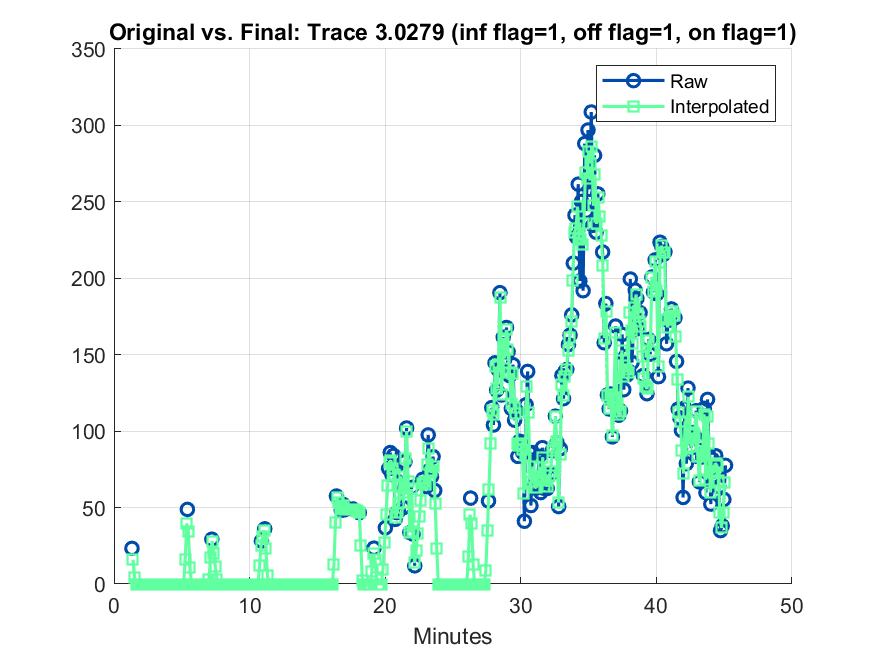 Original vs. Final: Trace 3.0279 (inf flag=1, off flag=1, on flag=1)
350
300
250
200
150
100
50
0
Raw
Interpolated
0 10 20 30 40 50
Minutes